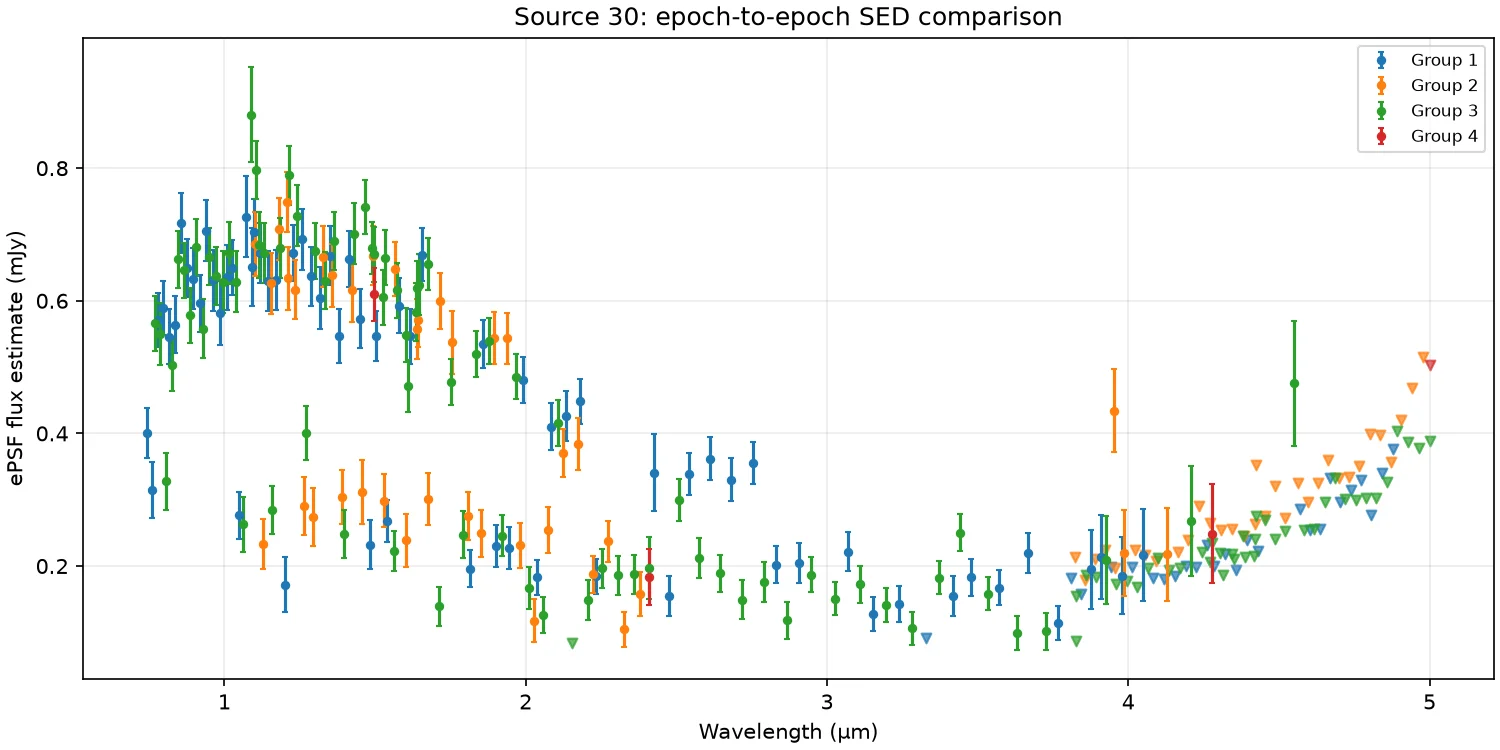 Source 30: epoch-to-epoch SED comparison
ePSF flux estimate (mJy)
0.8
0.6
0.4
0.2
Group 1
Group 2
Group 3
Group 4
1 2 3 4 5
Wavelength (μm)